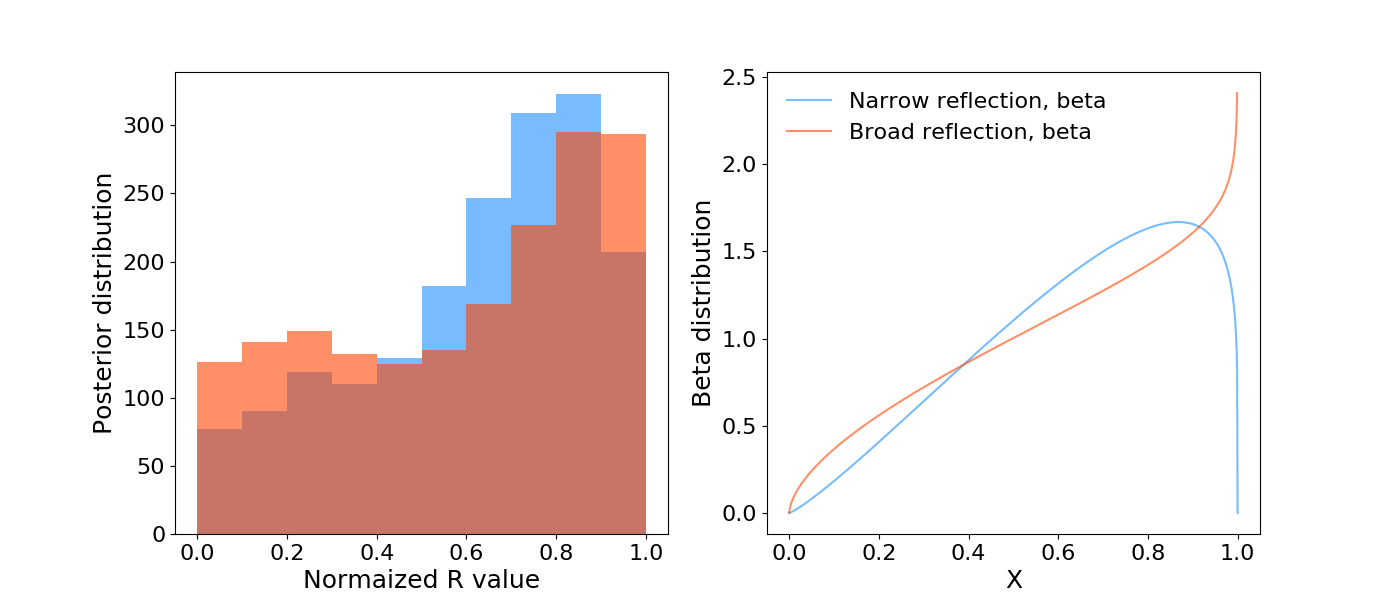 Posterior distribution
300
250
200
150
100
50
0
0.0 0.2 0.4 0.6 0.8 1.0
Normaized R value
Beta distribution
2.5
2.0
1.5
1.0
0.5
0.0
Narrow reflection, beta
Broad reflection, beta
0.0 0.2 0.4 0.6 0.8 1.0
X